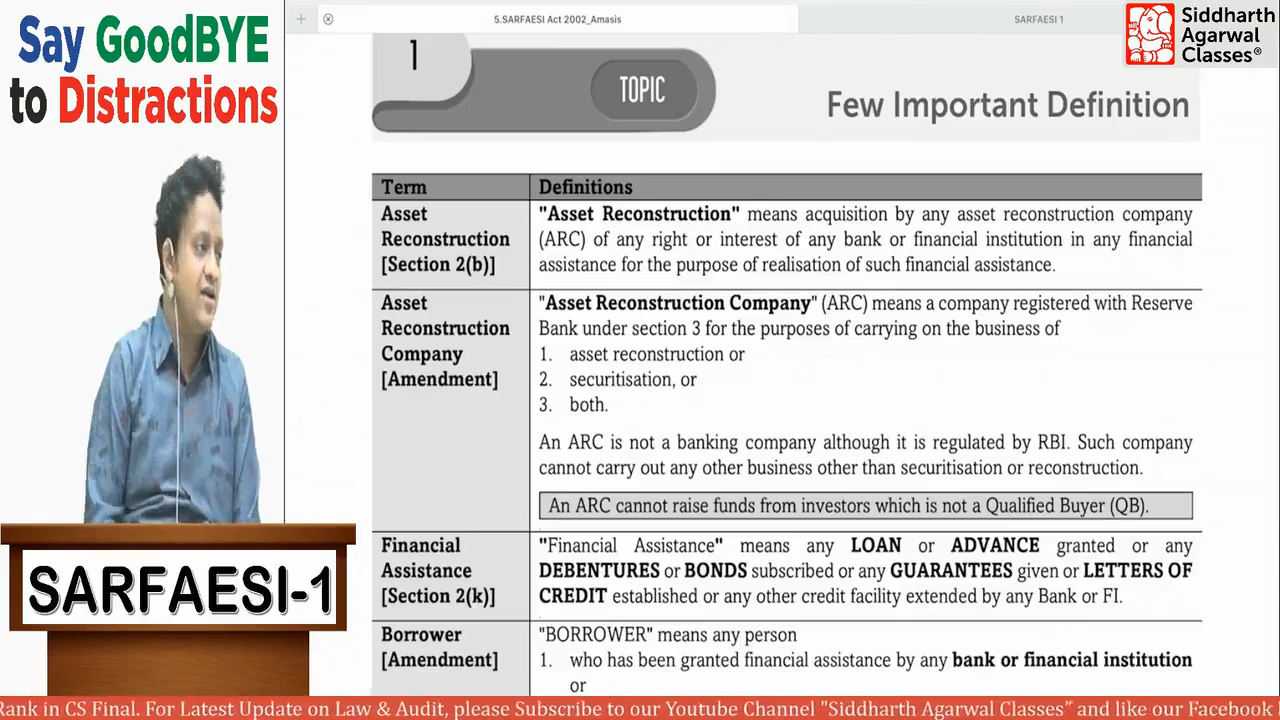 Say GoodBYE
to Distractions
5.SARFAESI Act 2002_Amasis
SARFAESI 1
Siddharth
Agarwal
Classes®
1
TOPIC
Few Important Definition
Term
Definitions
Asset
Reconstruction
[Section 2(b)]
"Asset Reconstruction" means acquisition by any asset reconstruction company
(ARC) of any right or interest of any bank or financial institution in any financial
assistance for the purpose of realisation of such financial assistance.
Asset
Reconstruction
Company
[Amendment]
"Asset Reconstruction Company" (ARC) means a company registered with Reserve
Bank under section 3 for the purposes of carrying on the business of
1. asset reconstruction or
2. securitisation, or
3. both.
An ARC is not a banking company although it is regulated by RBI. Such company
cannot carry out any other business other than securitisation or reconstruction.
An ARC cannot raise funds from investors which is not a Qualified Buyer (QB).
Financial
Assistance
[Section 2(k)]
"Financial Assistance" means any LOAN or ADVANCE granted or any
DEBENTURES or BONDS subscribed or any GUARANTEES given or LETTERS OF
CREDIT established or any other credit facility extended by any Bank or FI.
Borrower
[Amendment]
"BORROWER" means any person
1. who has been granted financial assistance by any bank or financial institution
or
SARFAESI-1
Rank in CS Final. For Latest Update on Law & Audit, please Subscribe to our Youtube Channel "Siddharth Agarwal Classes" and like our Facebook